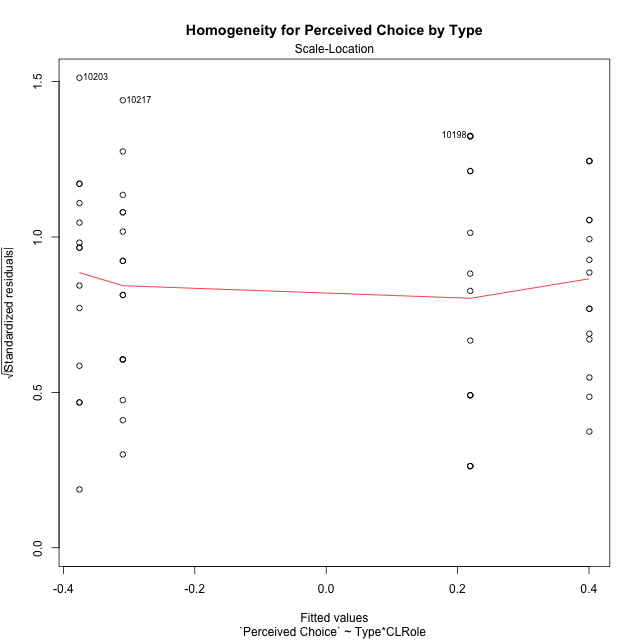 Homogeneity for Perceived Choice by Type
Scale-Location
1.5
1.0
0.5
0.0
√|Standardized residuals|
10203
10217
10198
-0.4 -0.2 0.0 0.2 0.4
Fitted values
`Perceived Choice` ~ Type*CLRole